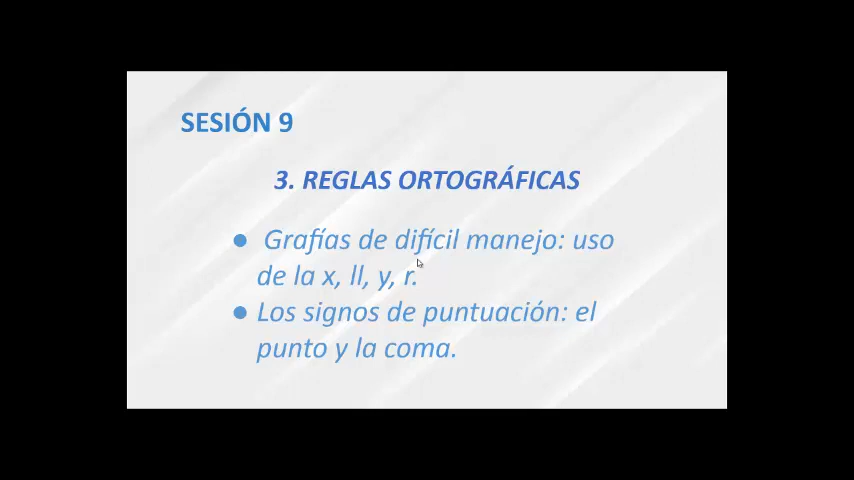 SESIÓN 9
3. REGLAS ORTOGRÁFICAS
● Grafías de difícil manejo: uso
de la x, ll, y, r.
● Los signos de puntuación: el
punto y la coma.